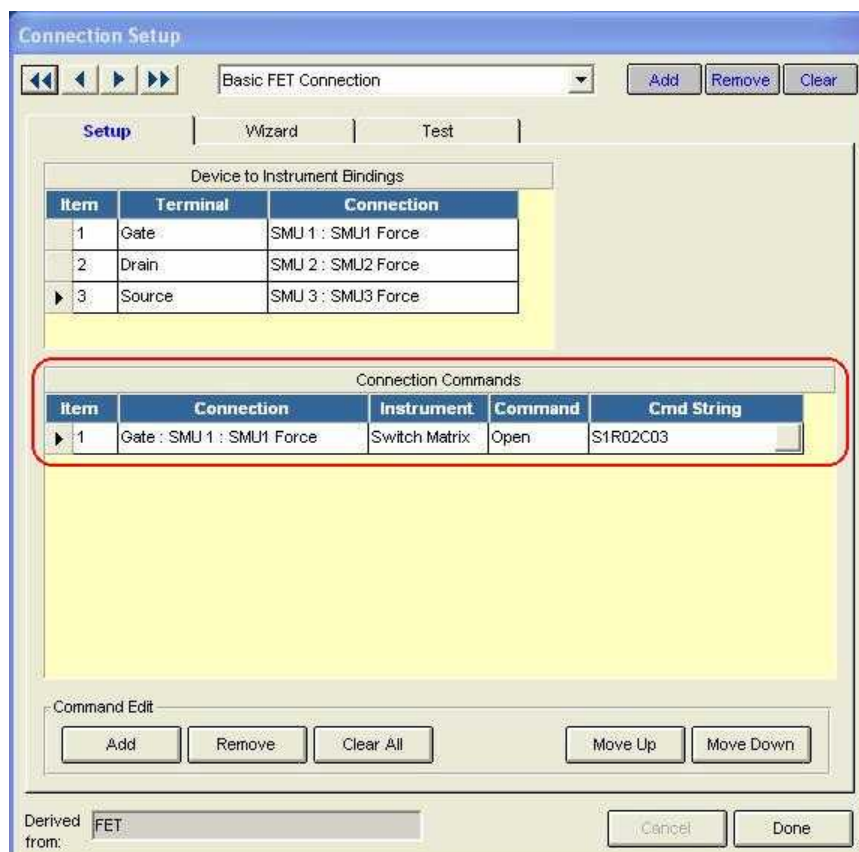 Connection Setup
Basic FET Connection
Add Remove Clear
Setup Wizard Test
Device to Instrument Bindings
Item Terminal Connection
1 Gate SMU 1 : SMU1 Force
2 Drain SMU 2 : SMU2 Force
3 Source SMU 3 : SMU3 Force
Connection Commands
Item Connection Instrument Command Cmd String
1 Gate : SMU 1 : SMU1 Force Switch Matrix Open S1R02C03
Command Edit
Add Remove Clear All Move Up Move Down
Derived from: FET
Cancel Done